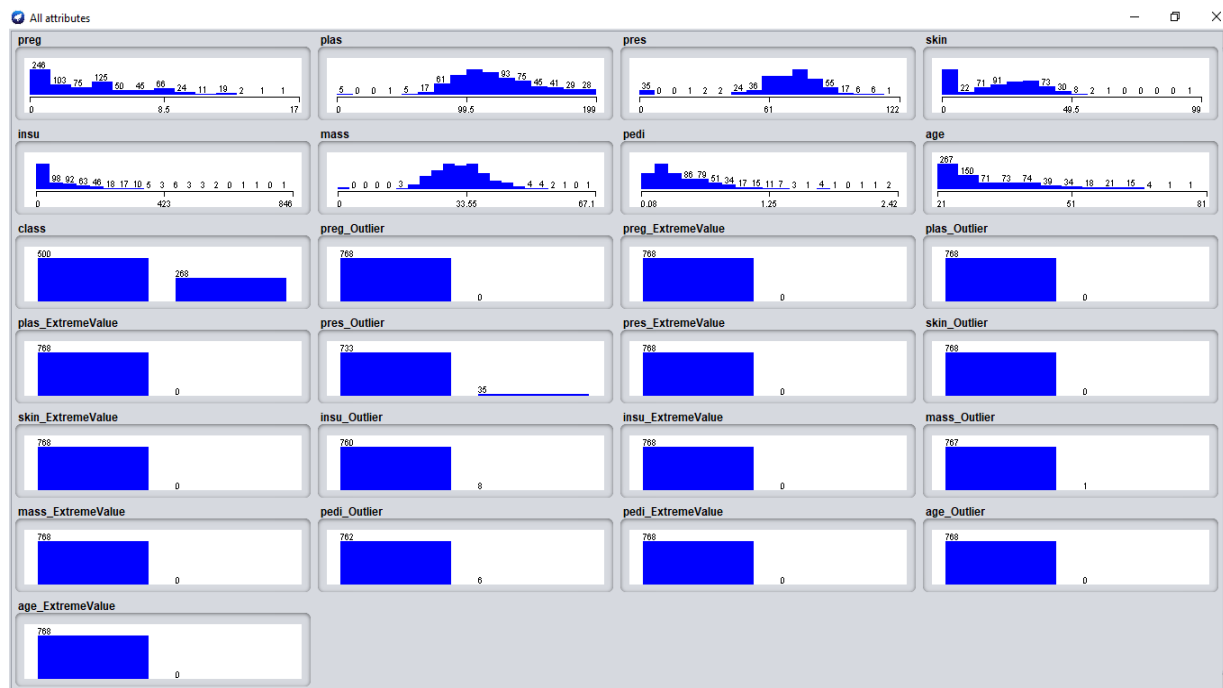 All attributes
preg plas pres skin
246 103 75 125 50 45 66 24 11 19 2 1 1
0 8.5 17
5 0 0 1 5 17 61 93 75 45 41 29 28
0 99.5 199
35 0 0 1 2 2 24 36 55 17 6 6 1
0 61 122
22 71 91 73 30 8 2 1 0 0 0 0 1
0 49.5 99
insu mass pedi age
98 92 63 46 18 17 10 5 3 6 3 3 2 0 1 1 0 1
0 423 846
0 0 0 0 3 4 4 2 1 0 1
0 33.55 67.1
86 79 51 34 17 15 11 7 3 1 4 1 0 1 1 2
0.08 1.25 2.42
267 150 71 73 74 39 34 18 21 15 4 1 1
21 51 81
class preg_Outlier preg_ExtremeValue plas_Outlier
500 268
768 0
768 0
768 0
plas_ExtremeValue pres_Outlier pres_ExtremeValue skin_Outlier
768 0
733 35
768 0
768 0
skin_ExtremeValue insu_Outlier insu_ExtremeValue mass_Outlier
768 0
760 8
768 0
767 1
mass_ExtremeValue pedi_Outlier pedi_ExtremeValue age_Outlier
768 0
762 6
768 0
768 0
age_ExtremeValue
768 0